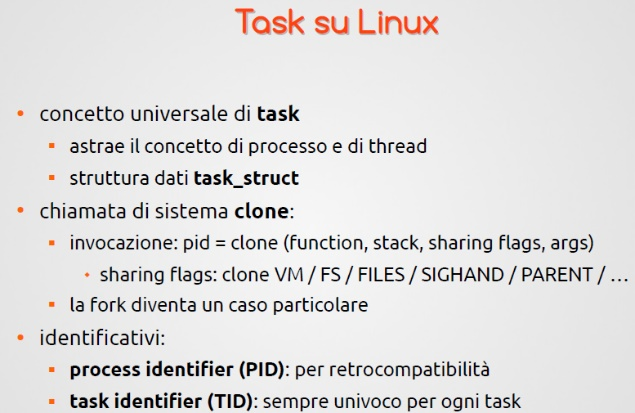 Task su Linux
concetto universale di task
astrae il concetto di processo e di thread
struttura dati task_struct
chiamata di sistema clone:
invocazione: pid = clone (function, stack, sharing flags, args)
sharing flags: clone VM / FS / FILES / SIGHAND / PARENT / ...
la fork diventa un caso particolare
identificativi:
process identifier (PID): per retrocompatibilità
task identifier (TID): sempre univoco per ogni task